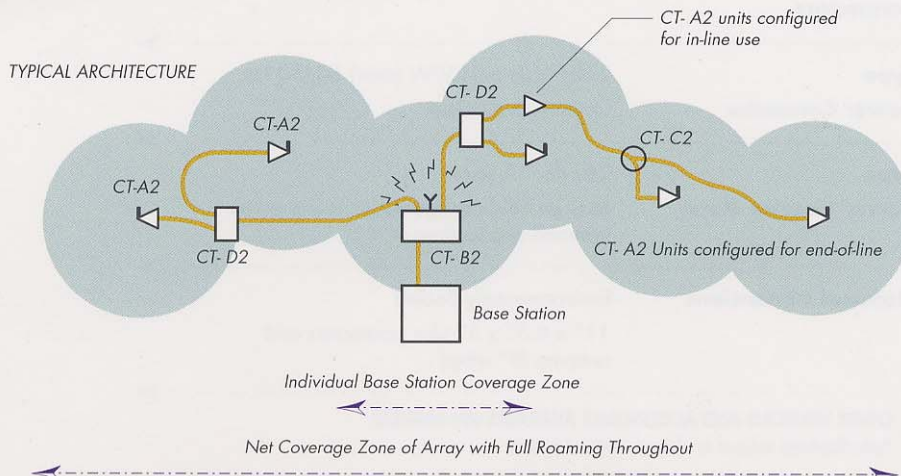 CT- A2 units configured
for in-line use
TYPICAL ARCHITECTURE
CT- D2
CT-A2
CT- C2
CT-A2
CT- D2
CT- B2
CT- A2 Units configured for end-of-line
Base Station
Individual Base Station Coverage Zone
Net Coverage Zone of Array with Full Roaming Throughout